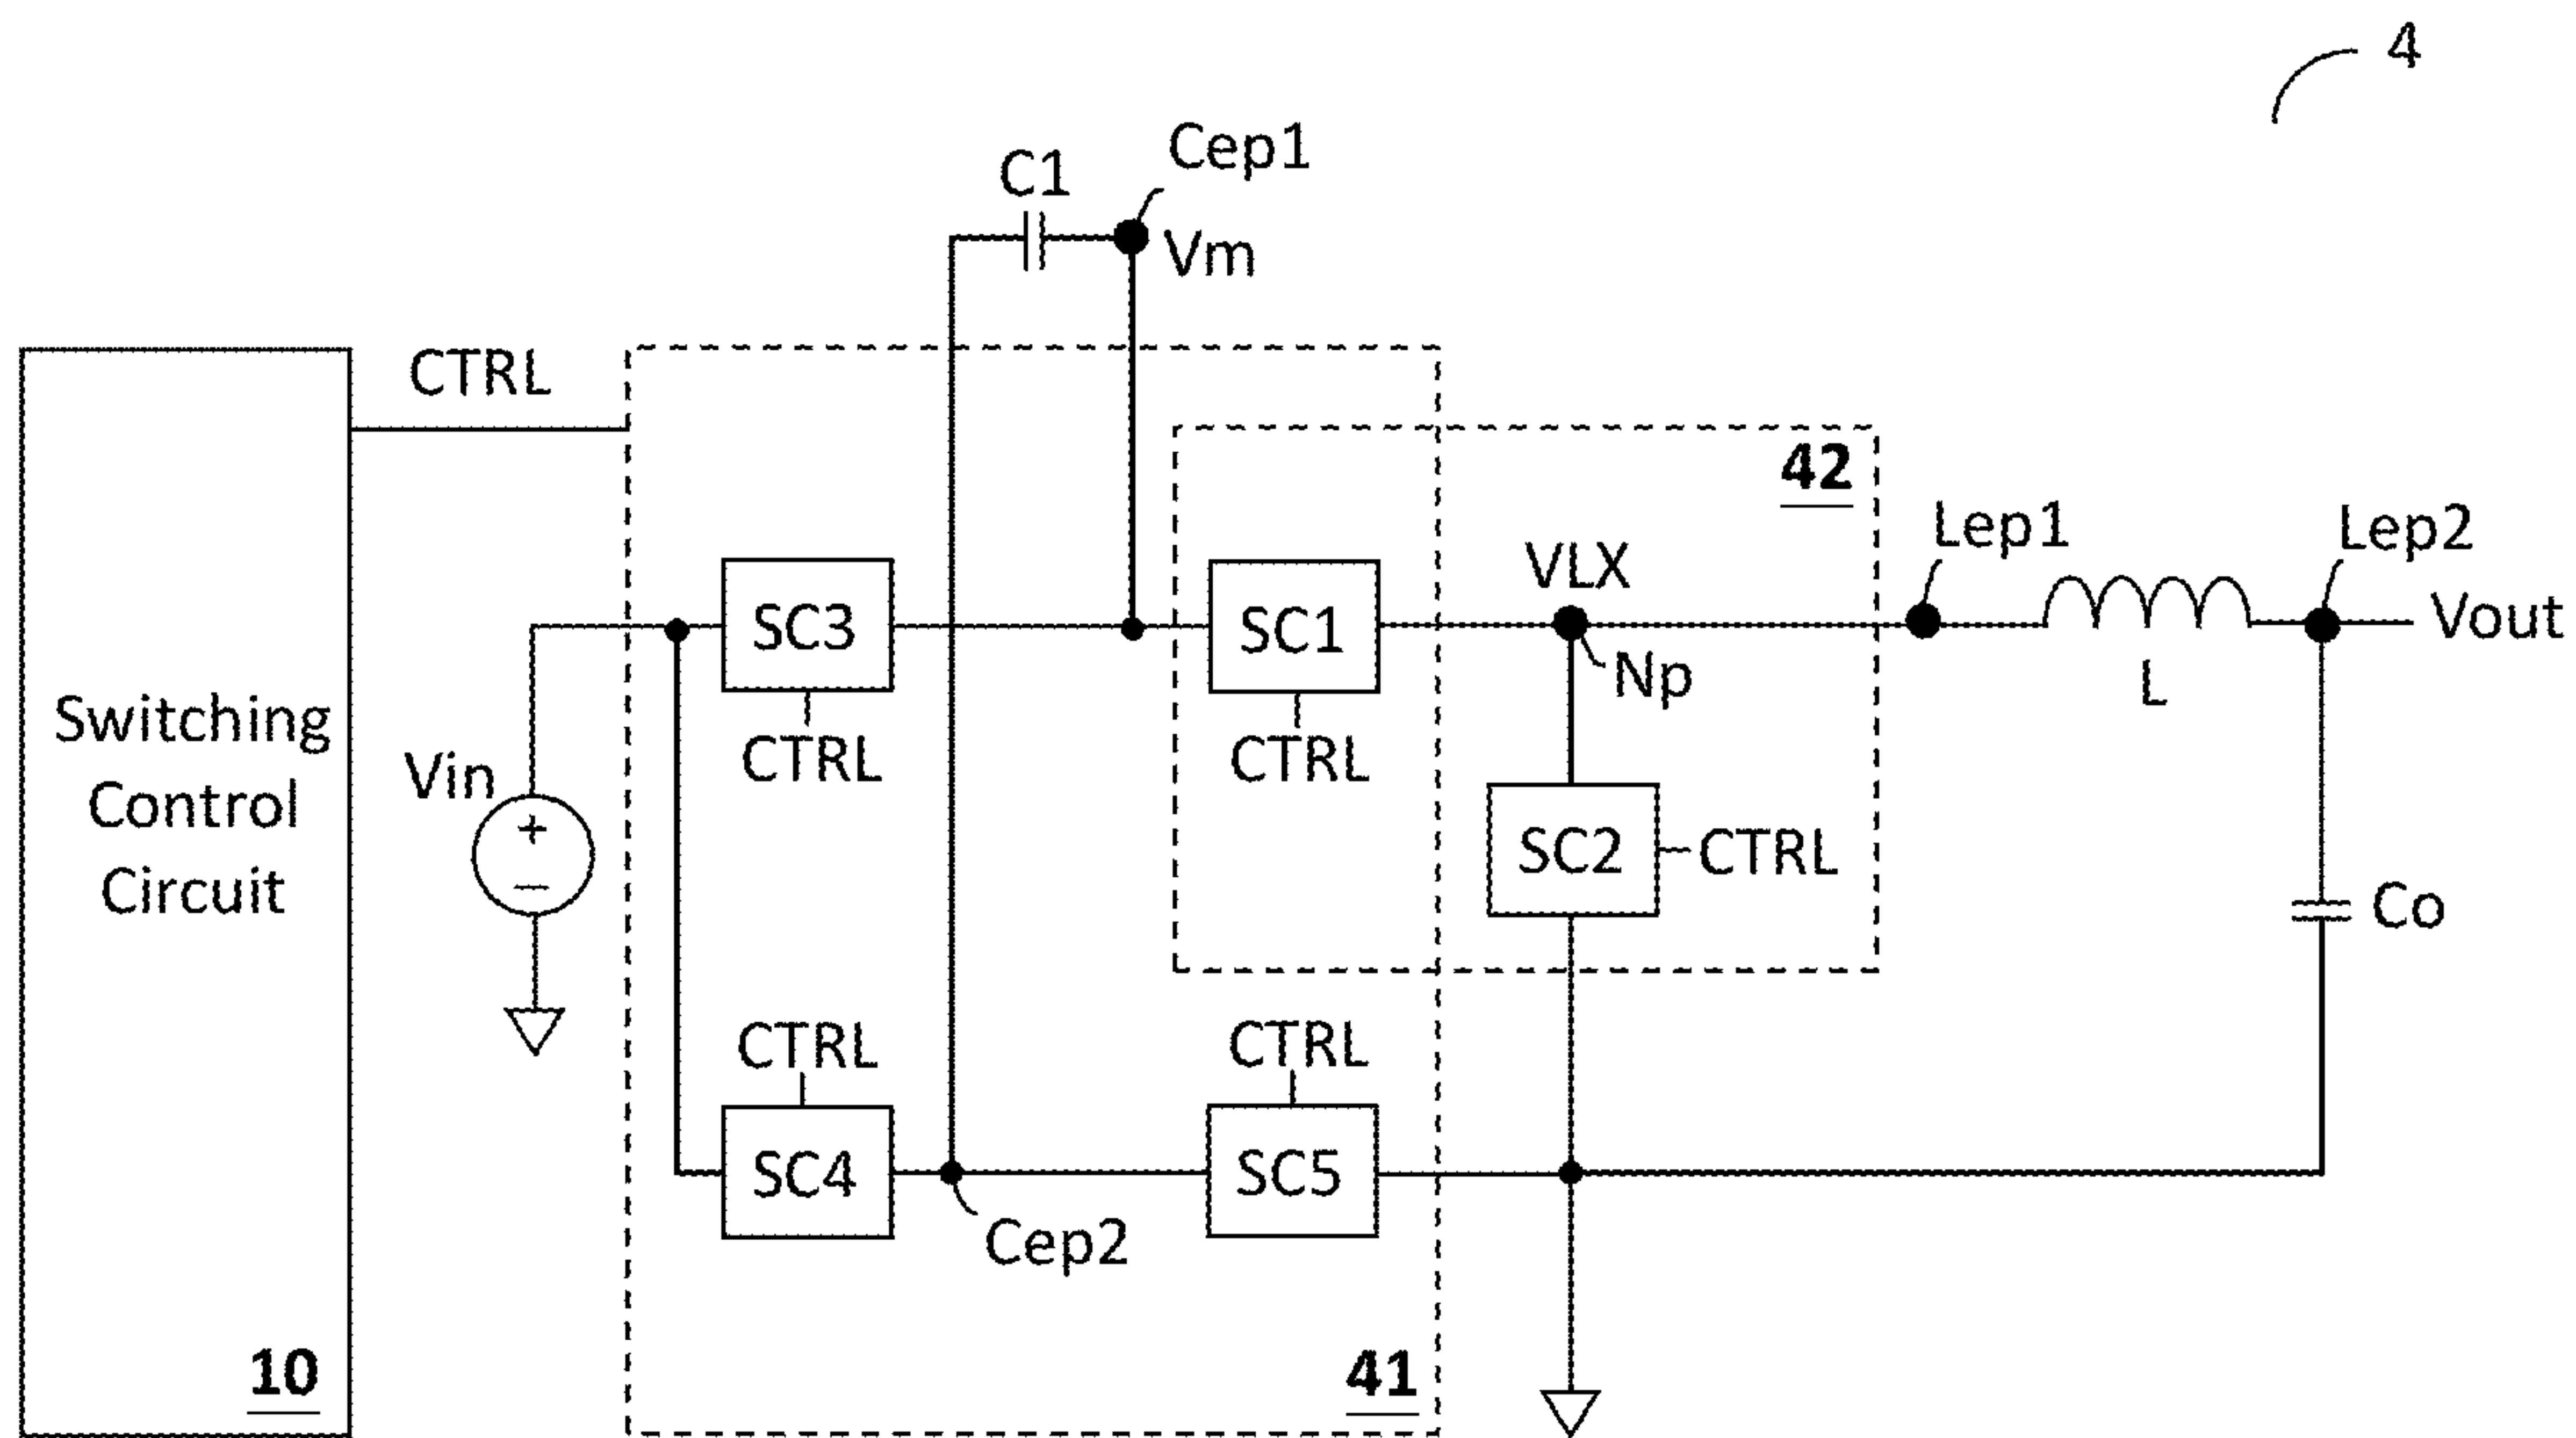 4
Cep1
C1
Vm
CTRL
42
Lep1
Lep2
VLX
SC3
SC1
Vout
Np
L
Switching
Control
Circuit
CTRL
CTRL
Vin
+
−
SC2
CTRL
Co
CTRL
CTRL
SC4
SC5
Cep2
10
41